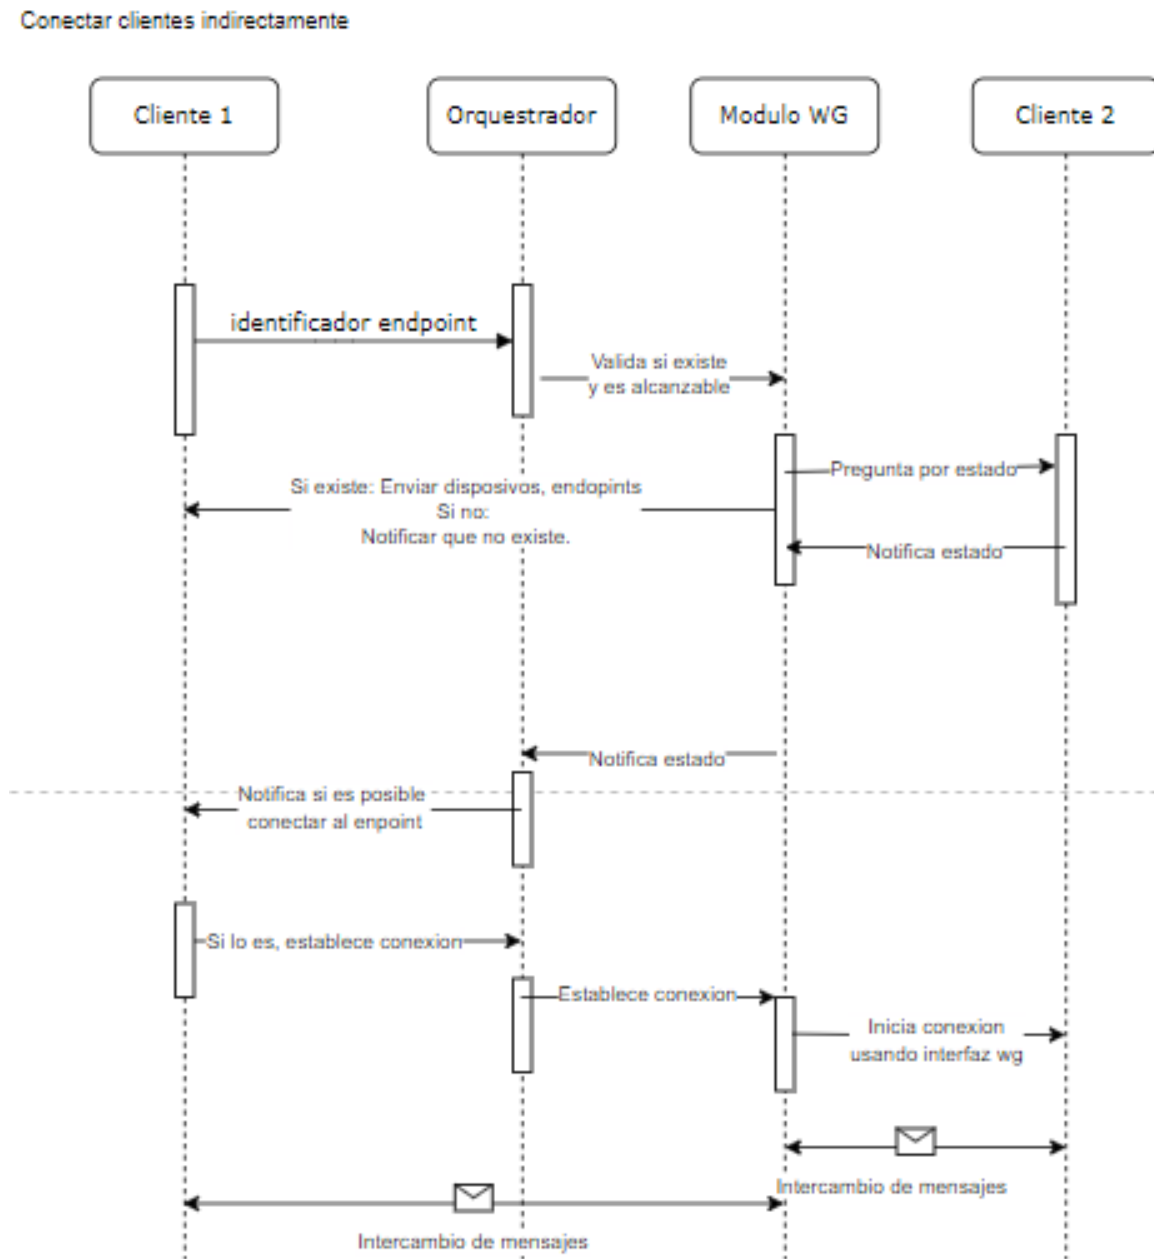 Conectar clientes indirectamente
Cliente 1
Orquestrador
Modulo WG
Cliente 2
identificador endpoint
Valida si existe
y es alcanzable
Pregunta por estado
Si existe: Enviar disposivos, endopints
Si no:
Notificar que no existe.
Notifica estado
Notifica estado
Notifica si es posible
conectar al enpoint
Si lo es, establece conexion
Establece conexion
Inicia conexion
usando interfaz wg
Intercambio de mensajes
Intercambio de mensajes